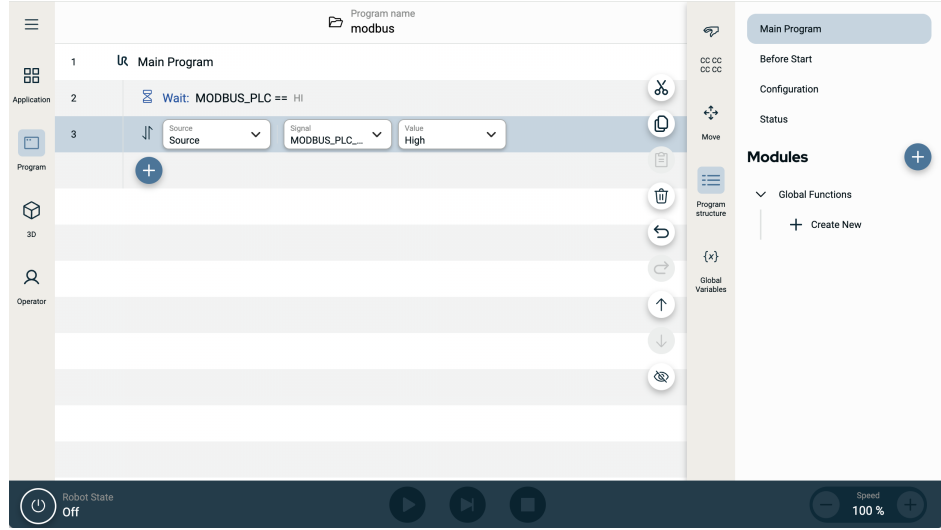 Program name
modbus
Application
Program
3D
Operator
1 Main Program
2 Wait: MODBUS_PLC == HI
3
Source
Source
Signal
MODBUS_PLC_...
Value
High
CC CC
CC CC
Move
Program
structure
{x}
Global
Variables
Main Program
Before Start
Configuration
Status
Modules
Global Functions
Create New
Robot State
Off
Speed
100 %